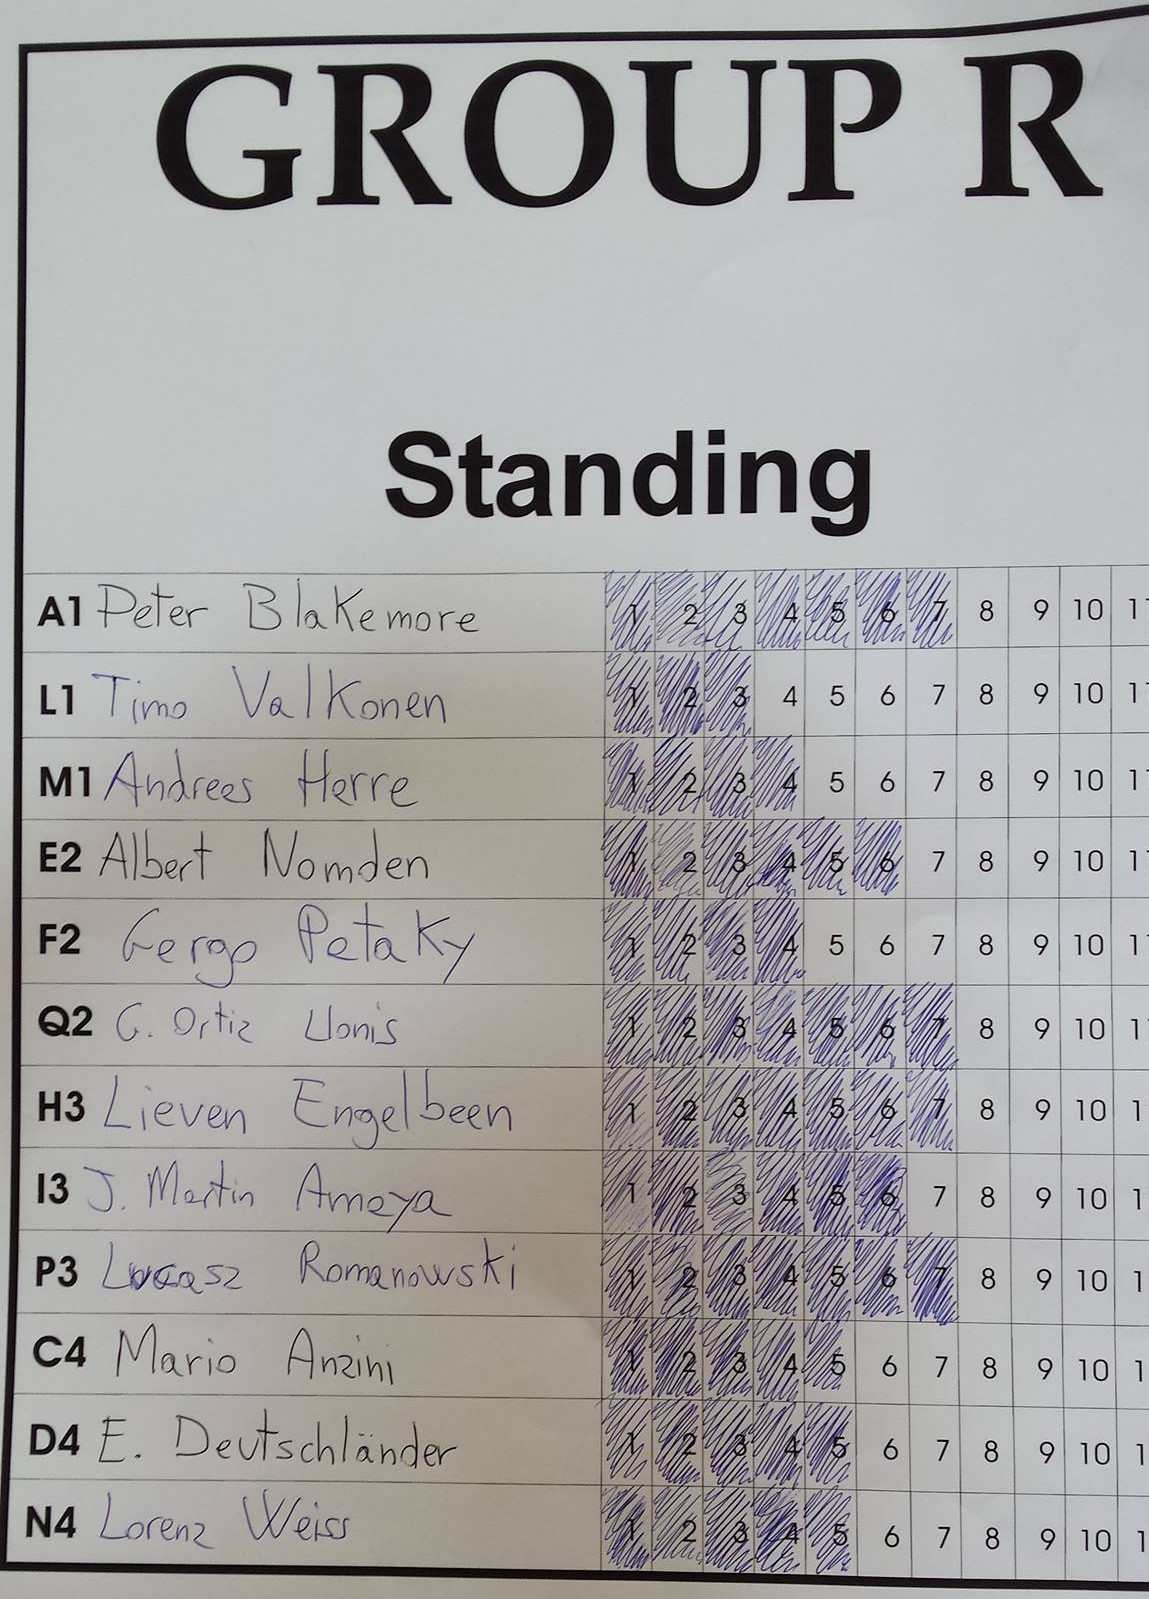 GROUP R
Standing
A1 Peter Blakemore 1 2 3 4 5 6 7 8 9 10 11
L1 Timo Valkonen 1 2 3 4 5 6 7 8 9 10 11
M1 Andrees Herre 1 2 3 4 5 6 7 8 9 10 11
E2 Albert Nomden 1 2 3 4 5 6 7 8 9 10 11
F2 Gergo Petaky 1 2 3 4 5 6 7 8 9 10 11
Q2 G. Ortiz Llonis 1 2 3 4 5 6 7 8 9 10 1
H3 Lieven Engelbeen 1 2 3 4 5 6 7 8 9 10 1
I3 J. Martin Amaya 1 2 3 4 5 6 7 8 9 10 1
P3 Lucasz Romanowski 1 2 3 4 5 6 7 8 9 10 1
C4 Mario Anzini 1 2 3 4 5 6 7 8 9 10 1
D4 E. Deutschländer 1 2 3 4 5 6 7 8 9 10 1
N4 Lorenz Weiss 1 2 3 4 5 6 7 8 9 10 1